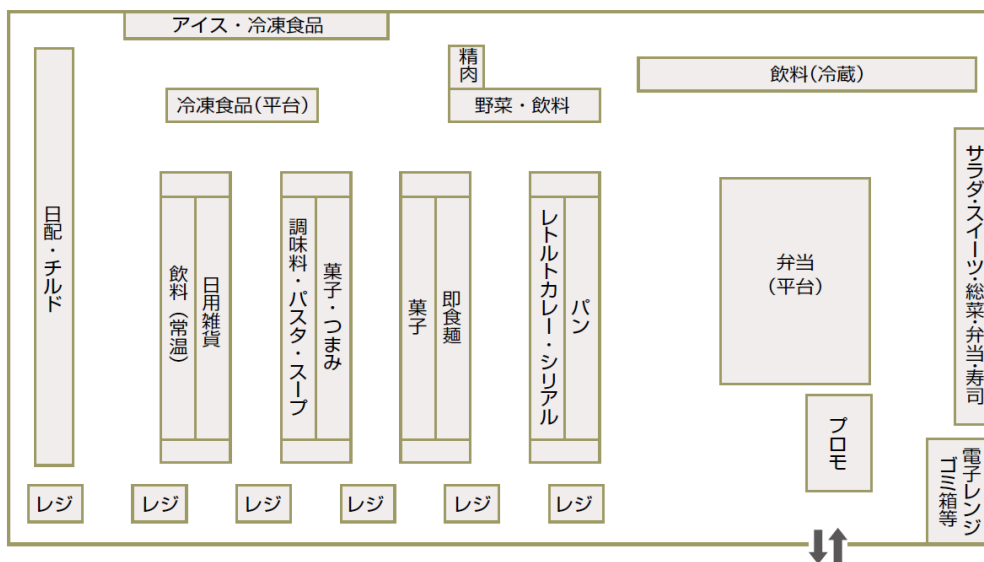 アイス・冷凍食品
精肉
飲料(冷蔵)
冷凍食品(平台)
野菜・飲料
日配・チルド
飲料（常温）
日用雑貨
調味料・パスタ・スープ
菓子・つまみ
菓子
即食麺
レトルトカレー・シリアル
パン
弁当
(平台)
サラダ・スイーツ・総菜・弁当・寿司
プロモ
電子レンジ
ゴミ箱等
レジ
レジ
レジ
レジ
レジ
レジ